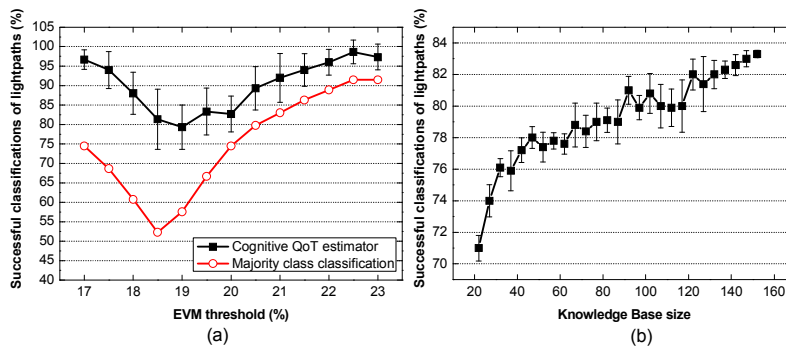 Successful classifications of lightpaths (%)
105
100
95
90
85
80
75
70
65
60
55
50
45
40
Cognitive QoT estimator
Majority class classification
17 18 19 20 21 22 23
EVM threshold (%)
(a)
Successful classifications of lightpaths (%)
84
82
80
78
76
74
72
70
20 40 60 80 100 120 140 160
Knowledge Base size
(b)